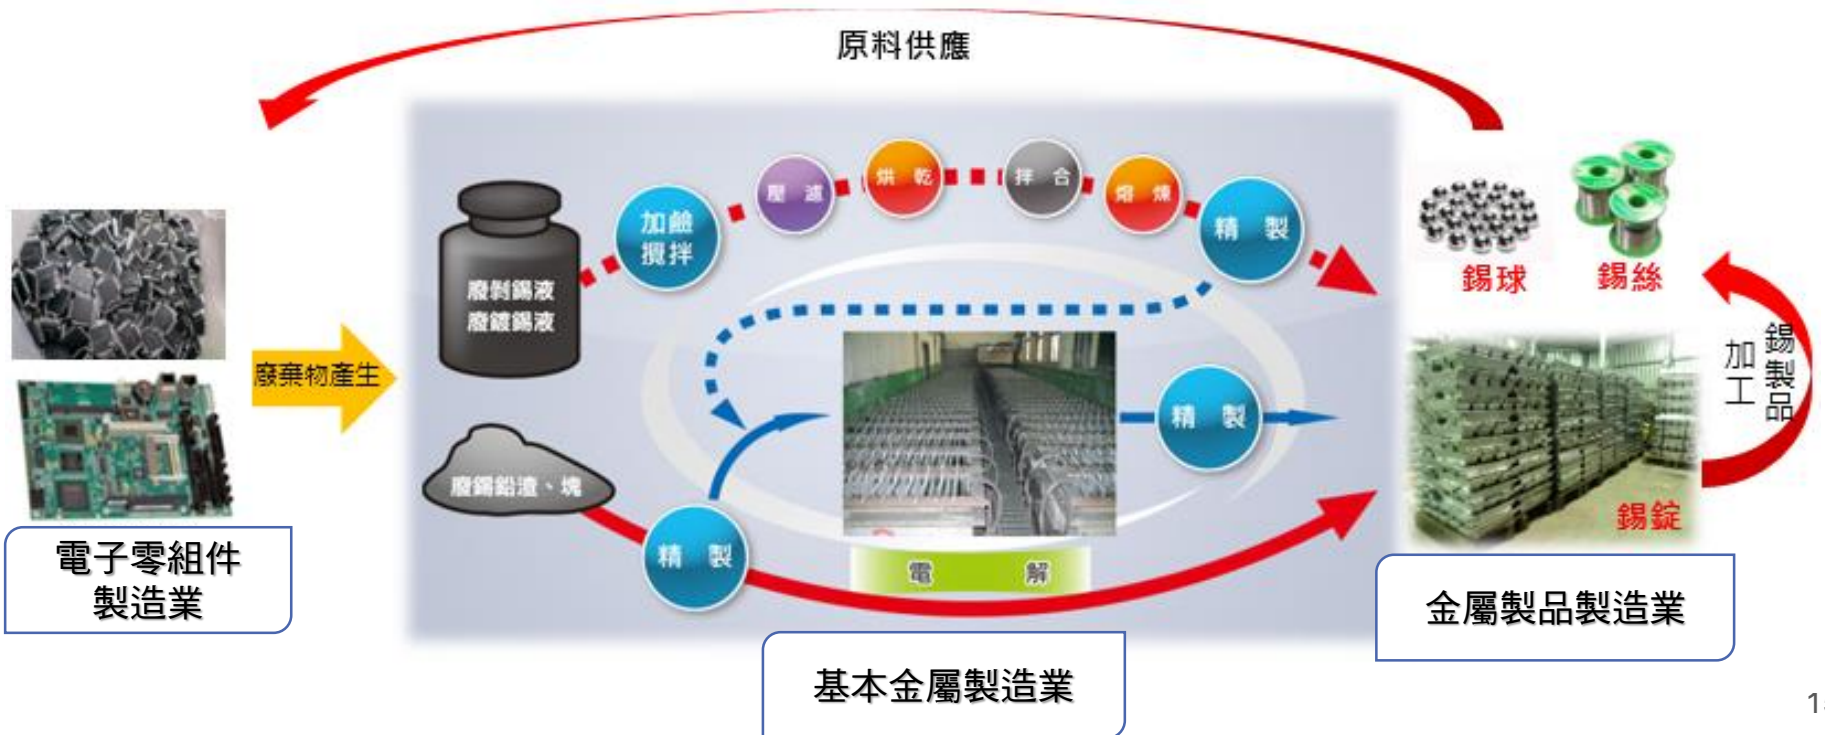 原料供應
廢棄物產生
電子零組件
製造業
廢剝錫液
廢鍍錫液
廢錫鉛渣、塊
加鹼
攪拌
壓濾
烘乾
拌合
熔煉
精製
精製
精製
電解
基本金屬製造業
錫球
錫絲
錫錠
錫製品
加工
金屬製品製造業